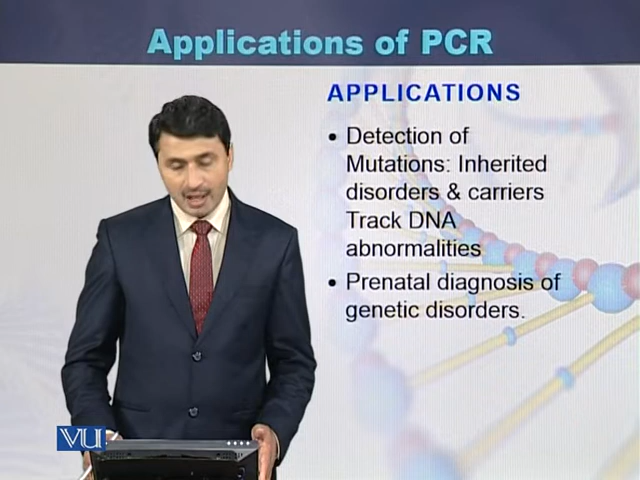 Applications of PCR
APPLICATIONS
• Detection of
Mutations: Inherited
disorders & carriers
Track DNA
abnormalities
• Prenatal diagnosis of
genetic disorders.
VU